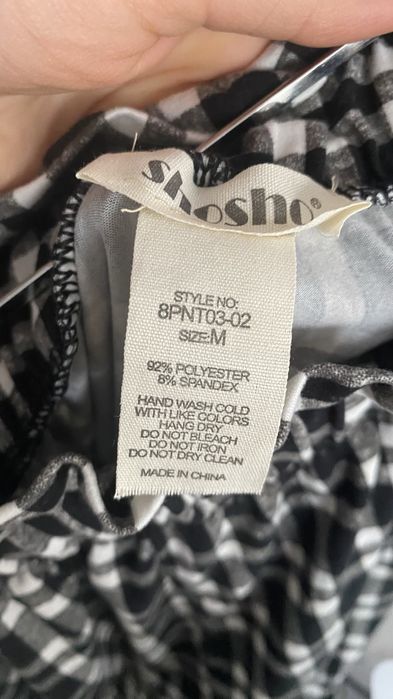 shosho®
STYLE NO:
8PNT03-02
SIZE:M
92% POLYESTER
8% SPANDEX
HAND WASH COLD
WITH LIKE COLORS
HANG DRY
DO NOT BLEACH
DO NOT IRON
DO NOT DRY CLEAN
MADE IN CHINA